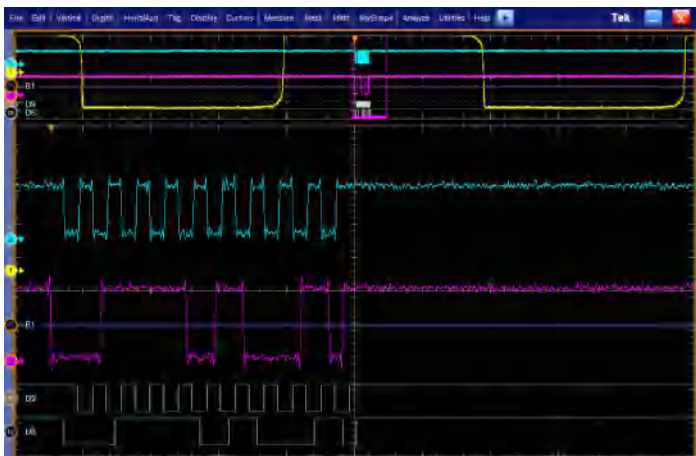 File Edit Vertical Digital Horiz/Acq Trig Display Cursors Measure Mask Math MyScope Analyze Utilities Help Tek
B1
D9
D8
B1
D9
D8